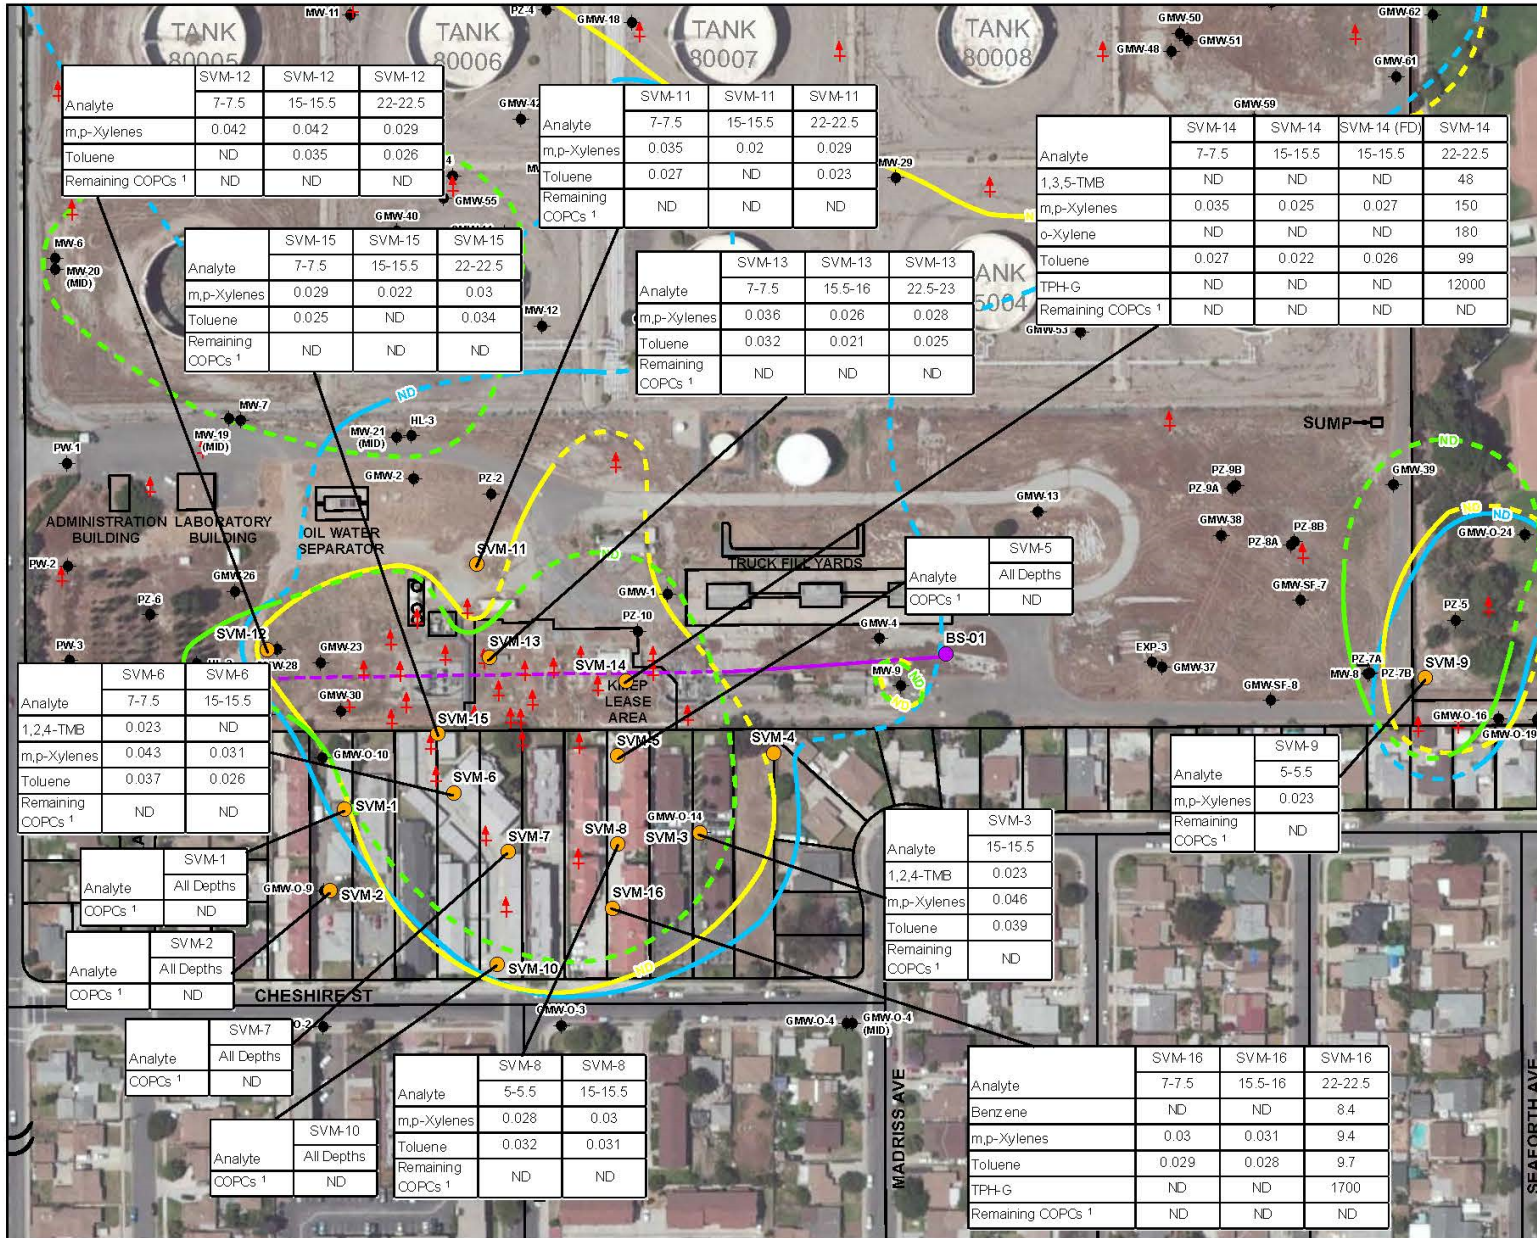 MW-11
PZ-4
GMW-18
GMW-50
GMW-51
GMW-48
GMW-62
GMW-61
TANK
80005
TANK
80006
TANK
80007
TANK
80008
SVM-12 SVM-12 SVM-12
Analyte 7-7.5 15-15.5 22-22.5
m,p-Xylenes 0.042 0.042 0.029
Toluene ND 0.035 0.026
Remaining COPCs 1 ND ND ND
GMW-42
SVM-11 SVM-11 SVM-11
Analyte 7-7.5 15-15.5 22-22.5
m,p-Xylenes 0.035 0.02 0.029
Toluene 0.027 ND 0.023
Remaining
COPCs 1 ND ND ND
GMW-59
SVM-14 SVM-14 SVM-14 (FD) SVM-14
Analyte 7-7.5 15-15.5 15-15.5 22-22.5
1,3,5-TMB ND ND ND 48
m,p-Xylenes 0.035 0.025 0.027 150
o-Xylene ND ND ND 180
Toluene 0.027 0.022 0.026 99
TPH-G ND ND ND 12000
Remaining COPCs 1 ND ND ND ND
MW-29
GMW-55
GMW-40
MW-6
MW-20
(MID)
SVM-15 SVM-15 SVM-15
Analyte 7-7.5 15-15.5 22-22.5
m,p-Xylenes 0.029 0.022 0.03
Toluene 0.025 ND 0.034
Remaining
COPCs 1 ND ND ND
SVM-13 SVM-13 SVM-13
Analyte 7-7.5 15.5-16 22.5-23
m,p-Xylenes 0.036 0.026 0.028
Toluene 0.032 0.021 0.025
Remaining
COPCs 1 ND ND ND
MW-12
GMW-53
ND
MW-7
MW-19
(MID)
MW-21
(MID)
HL-3
SUMP
PW-1
GMW-2
PZ-2
GMW-13
PZ-9B
PZ-9A
GMW-39
ND
ADMINISTRATION
BUILDING
LABORATORY
BUILDING
OIL WATER
SEPARATOR
TRUCK FILL YARDS
GMW-38
PZ-8B
PZ-8A
ND
ND
GMW-O-24
SVM-11
ND
PW-2
GMW-26
PZ-6
GMW-1
PZ-10
SVM-5
Analyte All Depths
COPCs 1 ND
GMW-SF-7
PZ-5
GMW-4
BS-01
SVM-12
PW-3
GMW-23
SVM-13
SVM-14
KMEP
LEASE
AREA
MW-9
ND
ND
EXP-3
GMW-37
PZ-7A
MW-8
PZ-7B
SVM-9
GMW-SF-8
GMW-O-16
GMW-O-19
GMW-30
SVM-6 SVM-6
Analyte 7-7.5 15-15.5
1,2,4-TMB 0.023 ND
m,p-Xylenes 0.043 0.031
Toluene 0.037 0.026
Remaining
COPCs 1 ND ND
SVM-15
GMW-O-10
SVM-5
SVM-4
SVM-6
SVM-1
SVM-9
Analyte 5-5.5
m,p-Xylenes 0.023
Remaining
COPCs 1 ND
SVM-7
SVM-8
GMW-O-14
SVM-3
SVM-3
Analyte 15-15.5
1,2,4-TMB 0.023
m,p-Xylenes 0.046
Toluene 0.039
Remaining
COPCs 1 ND
SVM-1
Analyte All Depths
COPCs 1 ND
GMW-O-9
SVM-2
SVM-16
SVM-2
Analyte All Depths
COPCs 1 ND
SVM-10
ND
CHESHIRE ST
SVM-7
Analyte All Depths
COPCs 1 ND
GMW-O-3
GMW-O-4
GMW-O-4
(MID)
SVM-10
Analyte All Depths
COPCs 1 ND
SVM-8 SVM-8
Analyte 5-5.5 15-15.5
m,p-Xylenes 0.028 0.03
Toluene 0.032 0.031
Remaining
COPCs 1 ND ND
MADRISS AVE
SVM-16 SVM-16 SVM-16
Analyte 7-7.5 15.5-16 22-22.5
Benzene ND ND 8.4
m,p-Xylenes 0.03 0.031 9.4
Toluene 0.029 0.028 9.7
TPH-G ND ND 1700
Remaining COPCs 1 ND ND ND
SEAFORTH AVE